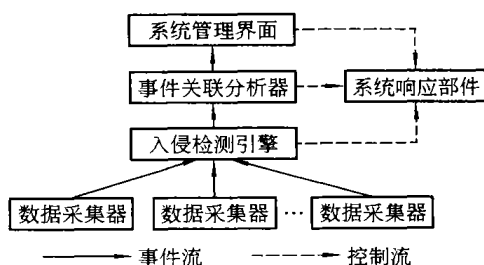 系统管理界面
事件关联分析器
系统响应部件
入侵检测引擎
数据采集器 数据采集器 … 数据采集器
事件流 控制流